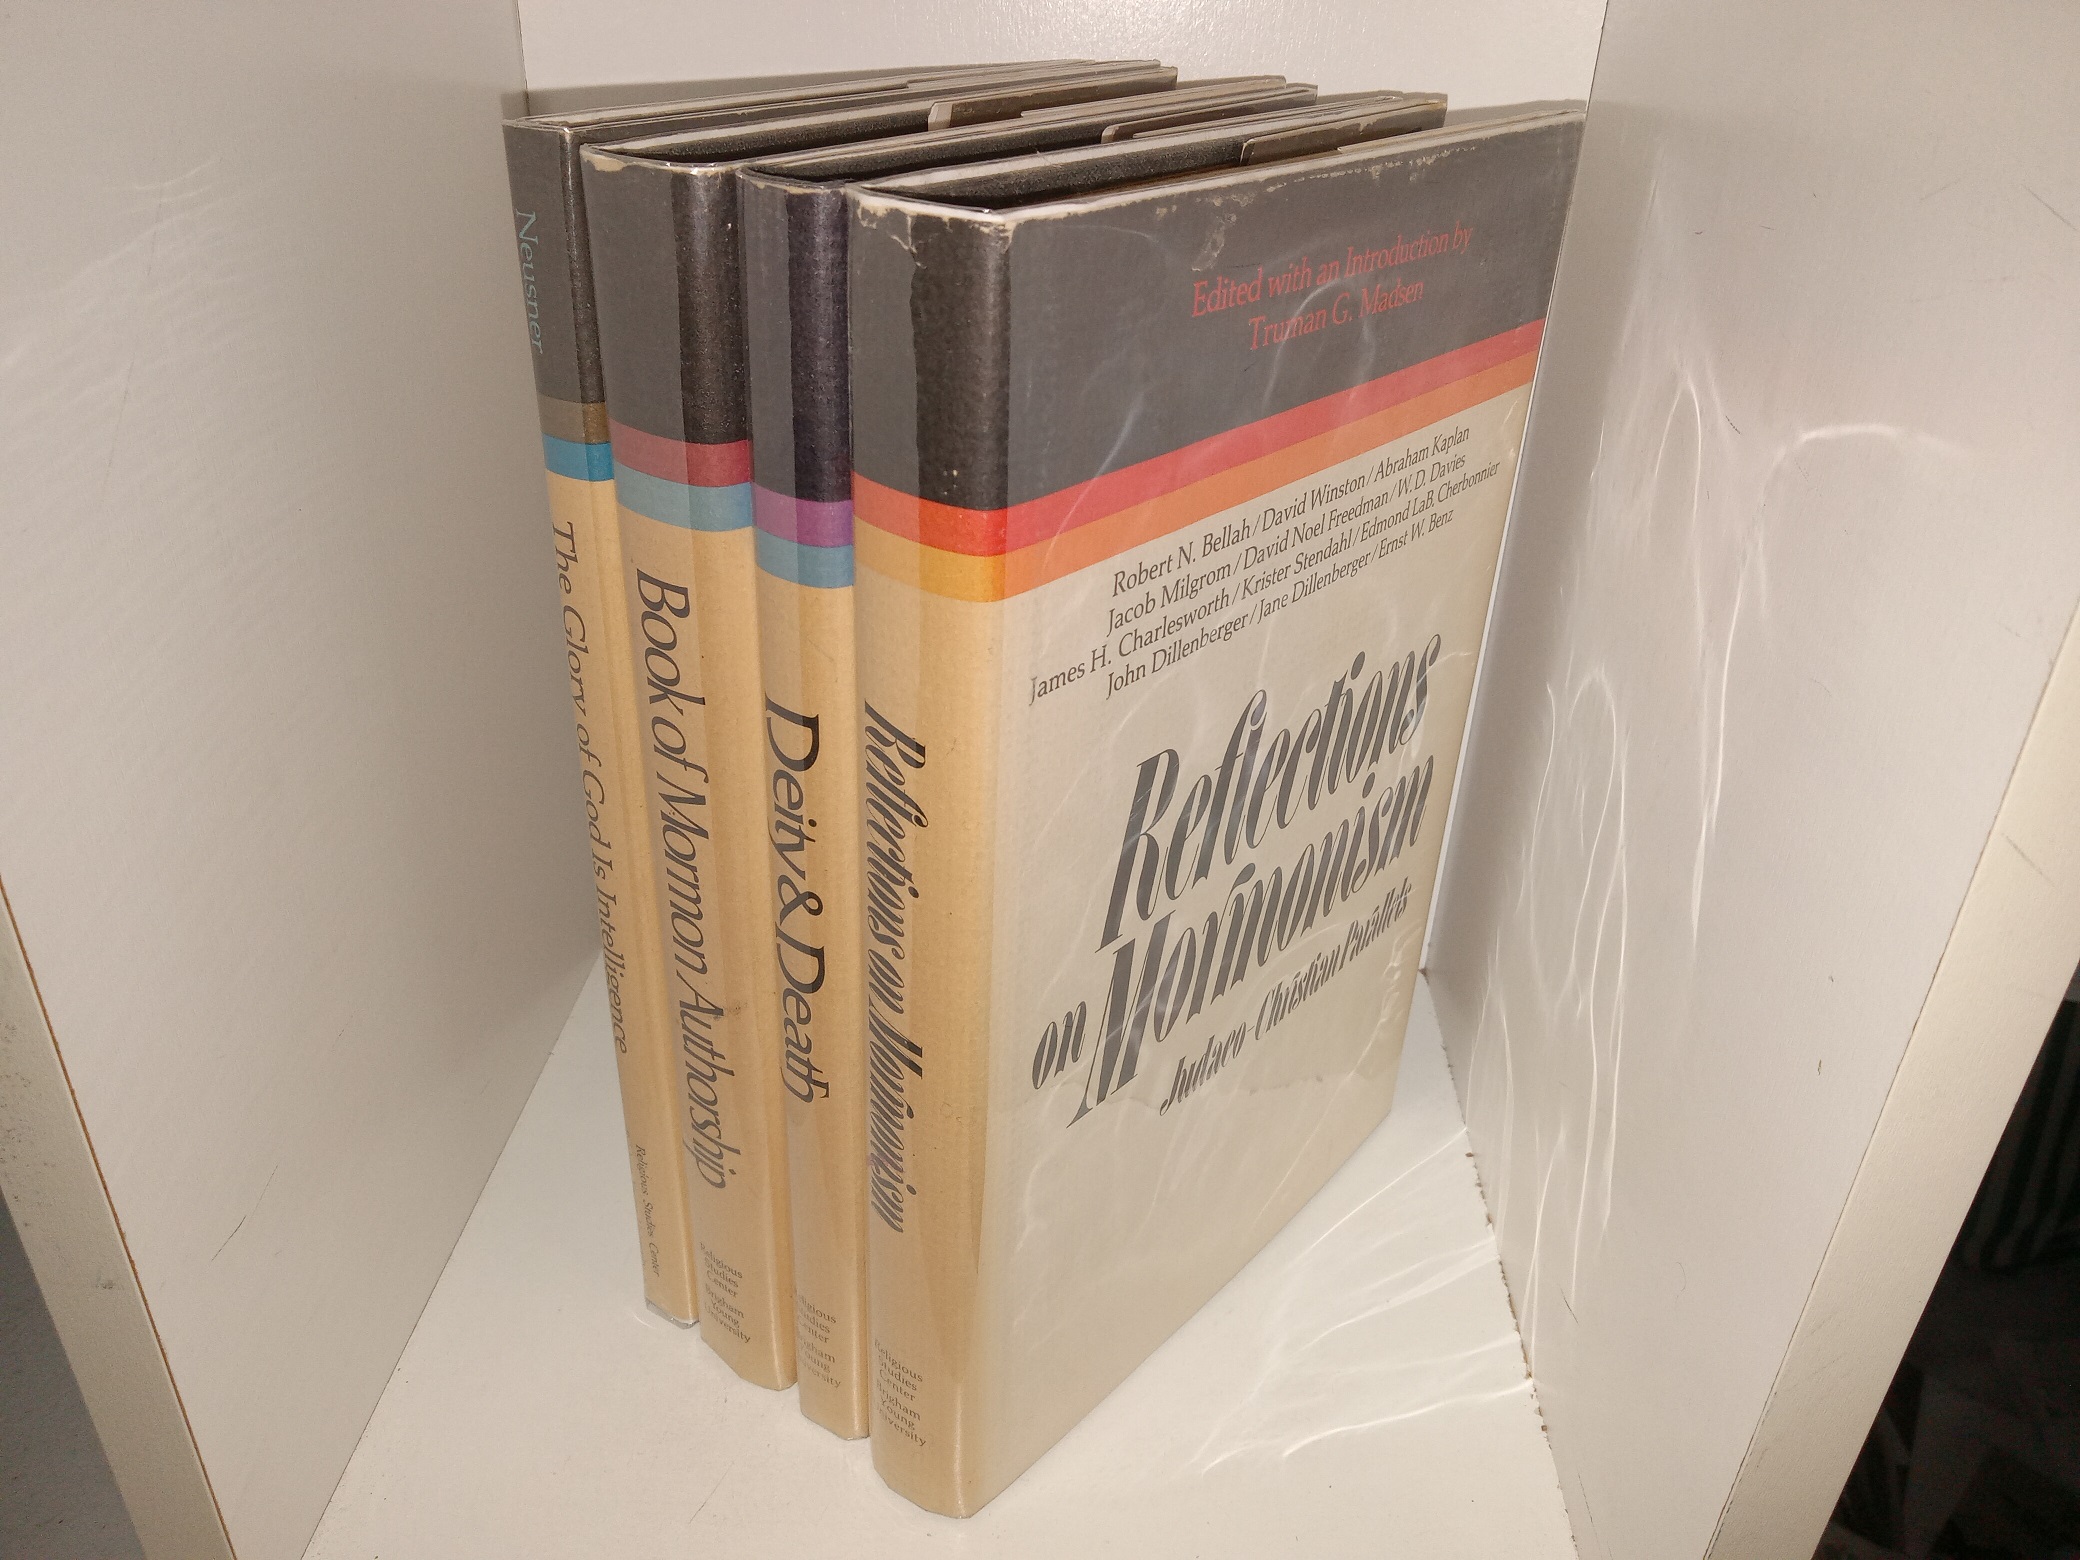 Neusner
The Glory of God Is Intelligence
Religious Studies Center
Book of Mormon Authorship
Religious
Studies
Center
Brigham
Young
University
Deity & Death
Religious
Studies
Center
Brigham
Young
University
Reflections on Mormonism
Religious
Studies
Center
Brigham
Young
University
Edited with an Introduction by
Truman G. Madsen
Robert N. Bellah/David Winston/Abraham Kaplan
Jacob Milgrom/David Noel Freedman/W. D. Davies
James H. Charlesworth/Krister Stendahl/Edmond LaB. Cherbonnier
John Dillenberger/Jane Dillenberger/Ernst W. Benz
Reflections
on Mormonism
Judaeo-Christian Parallels